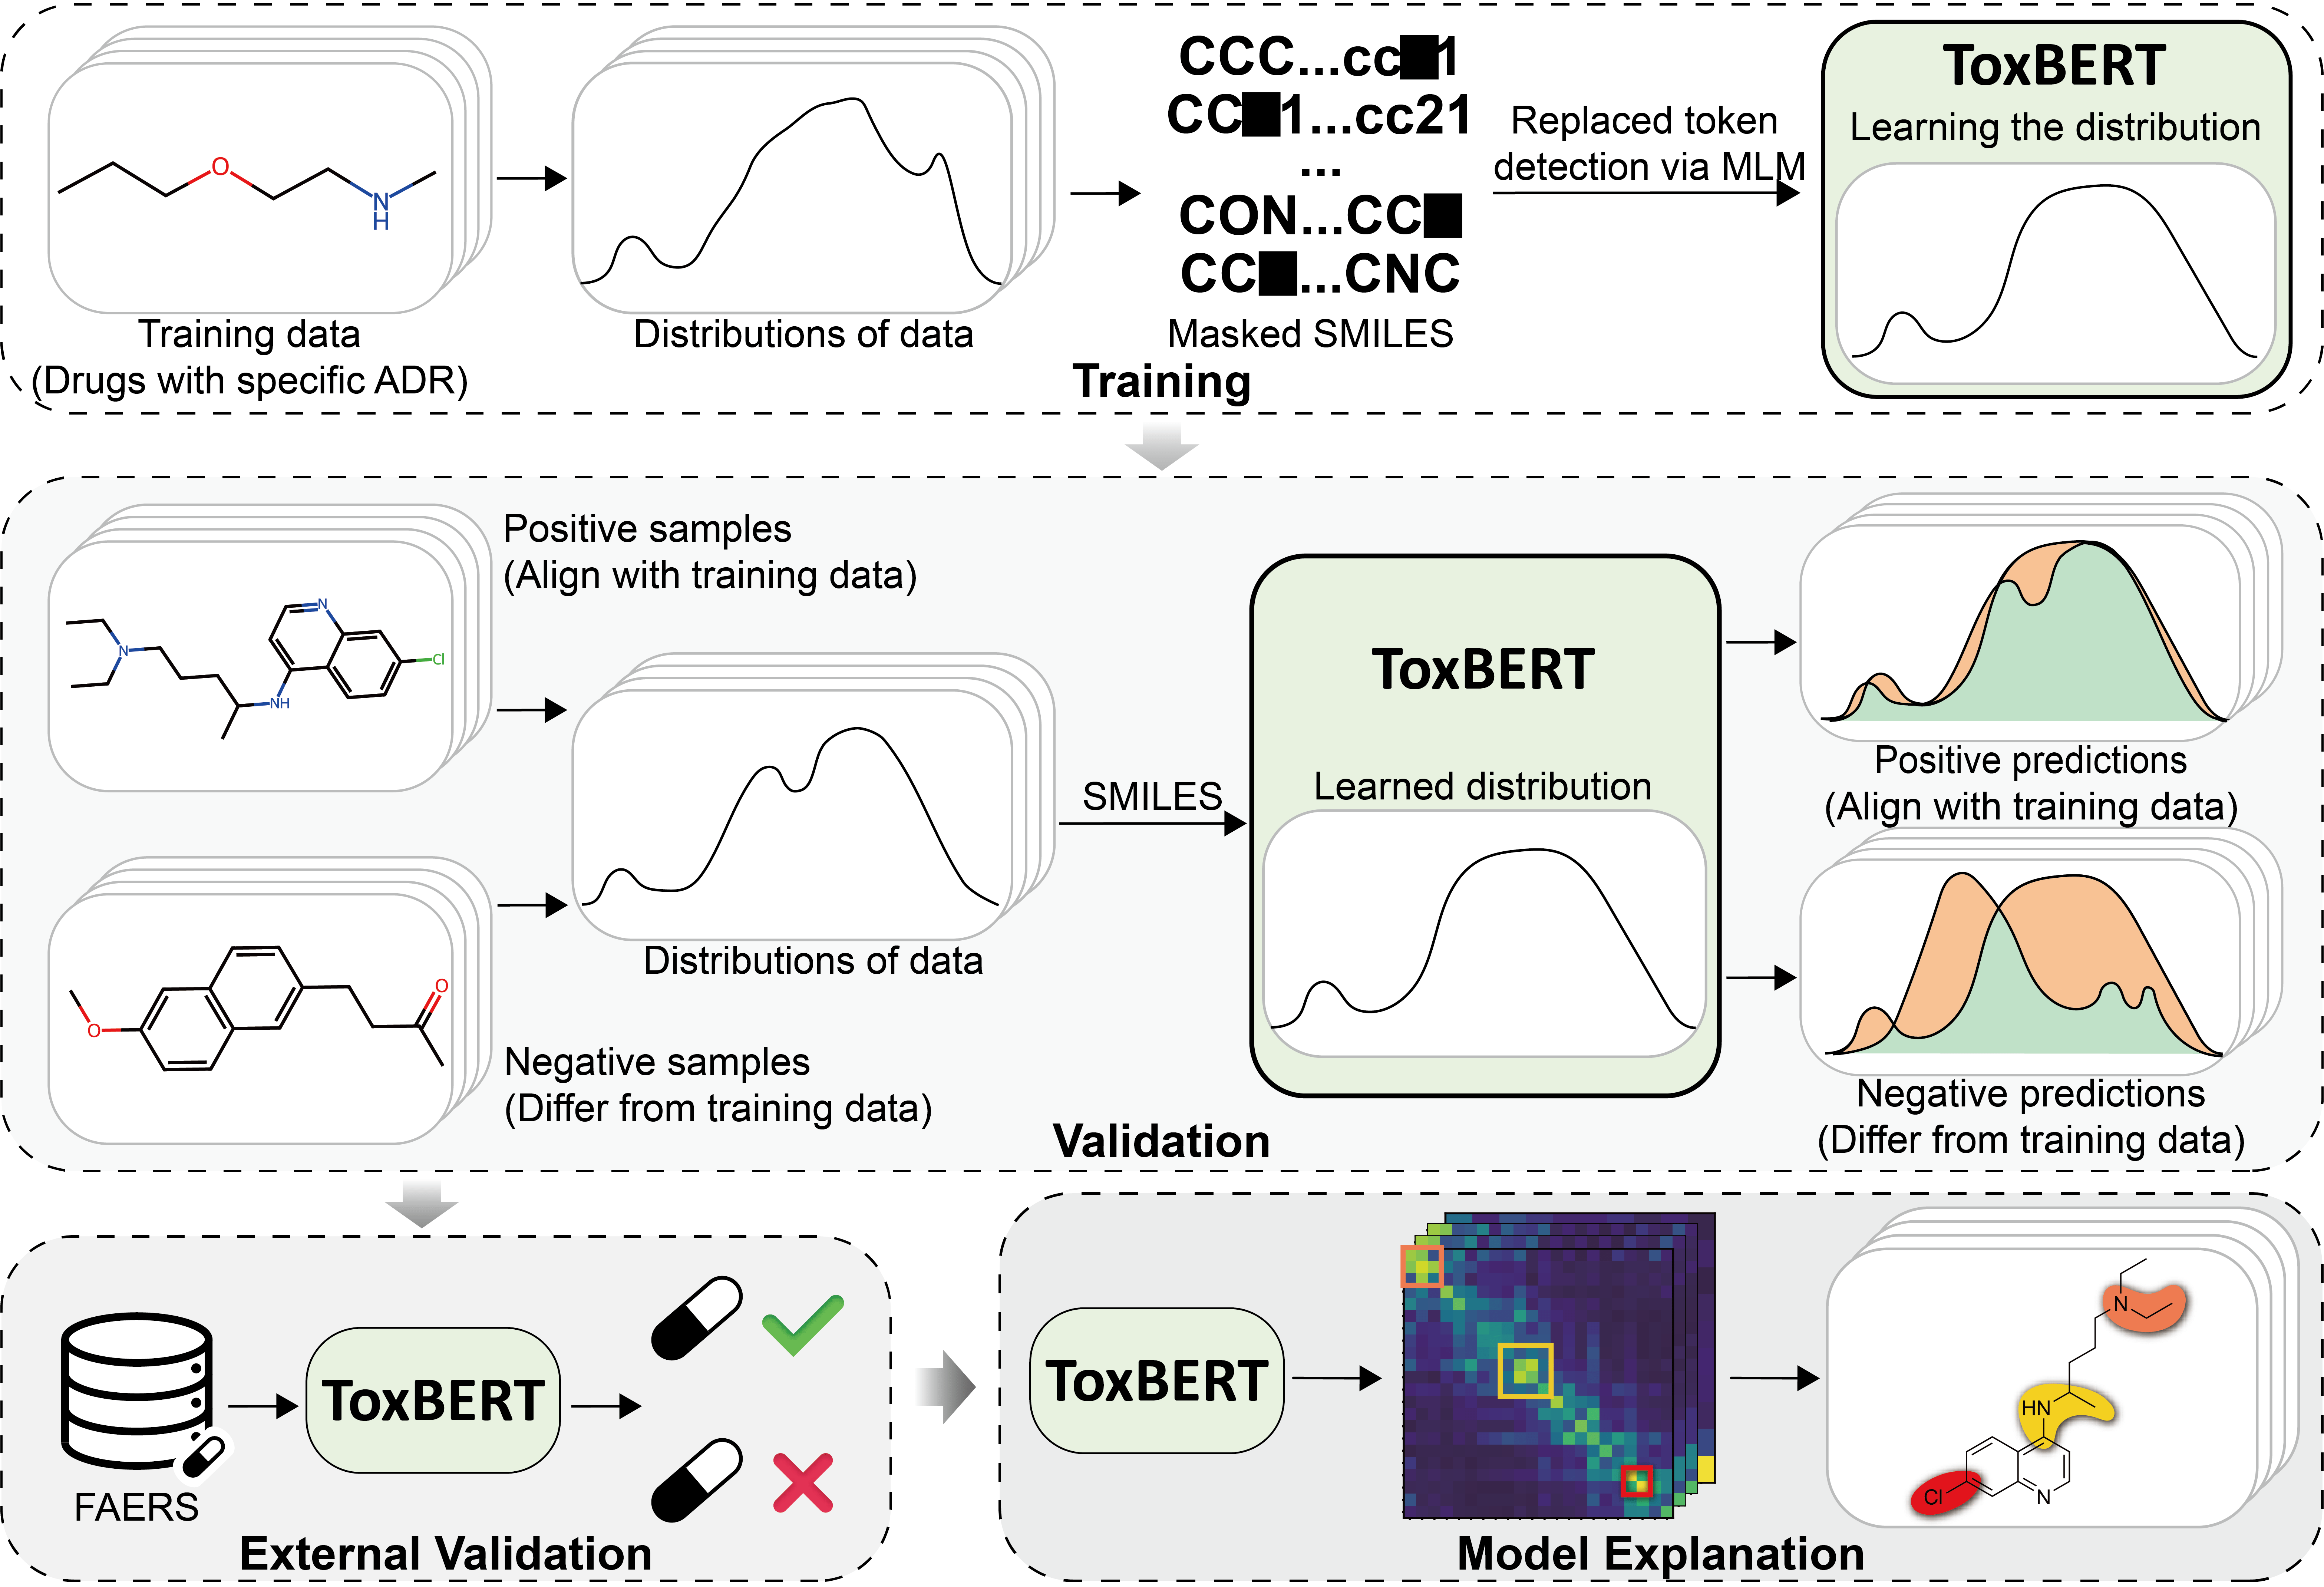 O
N
H
Training data
(Drugs with specific ADR)
Distributions of data
CCC...cc■1
CC■1...cc21
...
CON...CC■
CC■...CNC
Masked SMILES
Replaced token
detection via MLM
ToxBERT
Learning the distribution
Training
Positive samples
(Align with training data)
N
N
Cl
NH
O
O
Negative samples
(Differ from training data)
Distributions of data
SMILES
ToxBERT
Learned distribution
Positive predictions
(Align with training data)
Negative predictions
(Differ from training data)
Validation
FAERS
ToxBERT
External Validation
ToxBERT
N
HN
Cl
N
Model Explanation